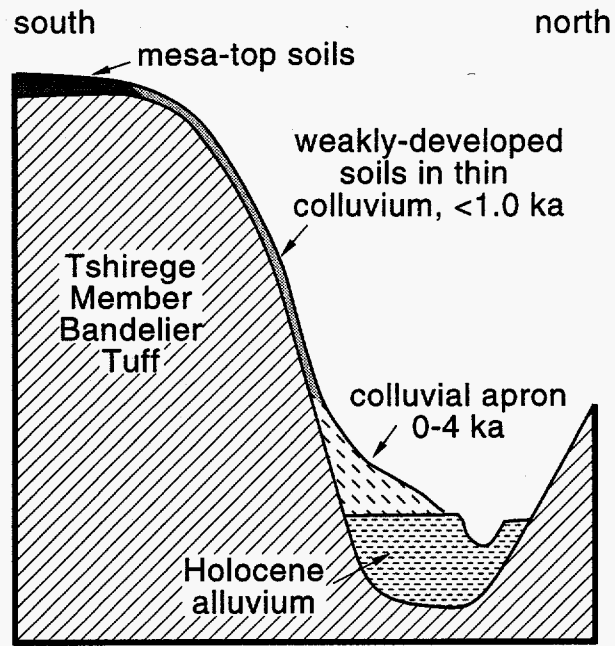 south
north
mesa-top soils
weakly-developed
soils in thin
colluvium, <1.0 ka
Tshirege
Member
Bandelier
Tuff
colluvial apron
0-4 ka
Holocene
alluvium